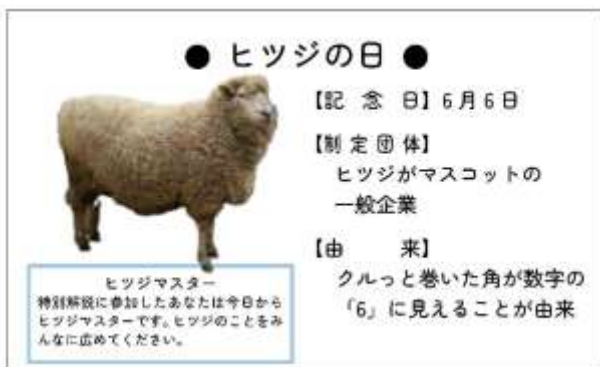 ● ヒツジの日 ●
【記 念 日】6月6日
【制 定 団 体】
ヒツジがマスコットの
一般企業
【由 来】
クルっと巻いた角が数字の
「6」に見えることが由来
ヒツジマスター
特別解説に参加したあなたは今日から
ヒツジマスターです。ヒツジのことをみ
んなに広めてください。